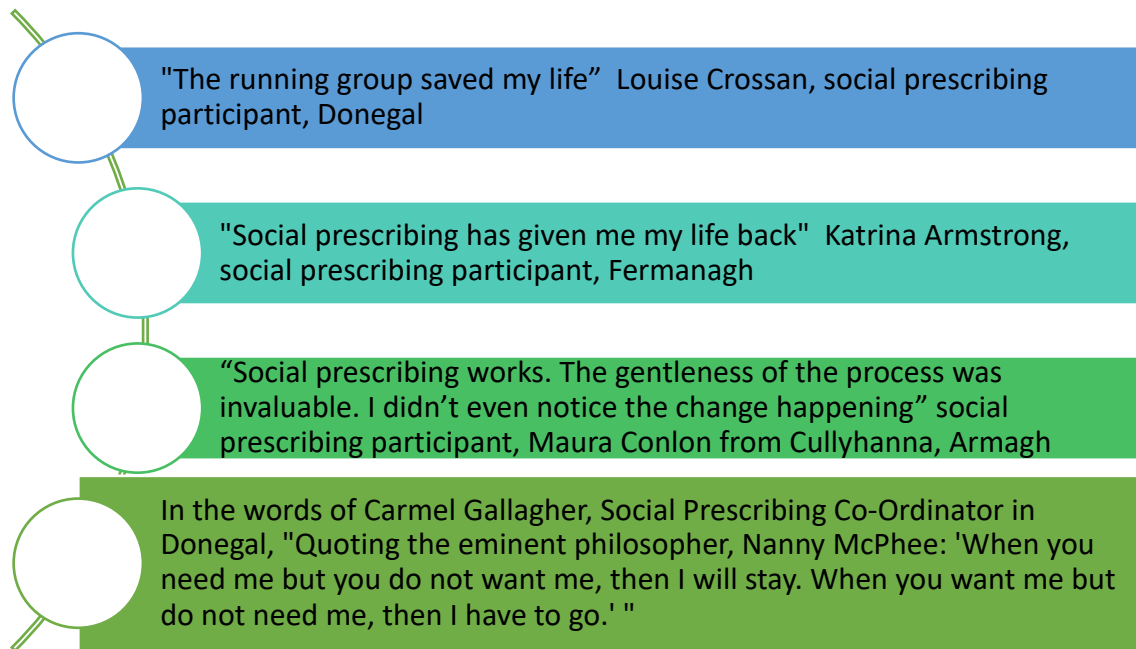 "The running group saved my life”  Louise Crossan, social prescribing
participant, Donegal
"Social prescribing has given me my life back"  Katrina Armstrong,
social prescribing participant, Fermanagh
“Social prescribing works. The gentleness of the process was
invaluable. I didn’t even notice the change happening” social
prescribing participant, Maura Conlon from Cullyhanna, Armagh
In the words of Carmel Gallagher, Social Prescribing Co-Ordinator in
Donegal, "Quoting the eminent philosopher, Nanny McPhee: 'When you
need me but you do not want me, then I will stay. When you want me but
do not need me, then I have to go.' "